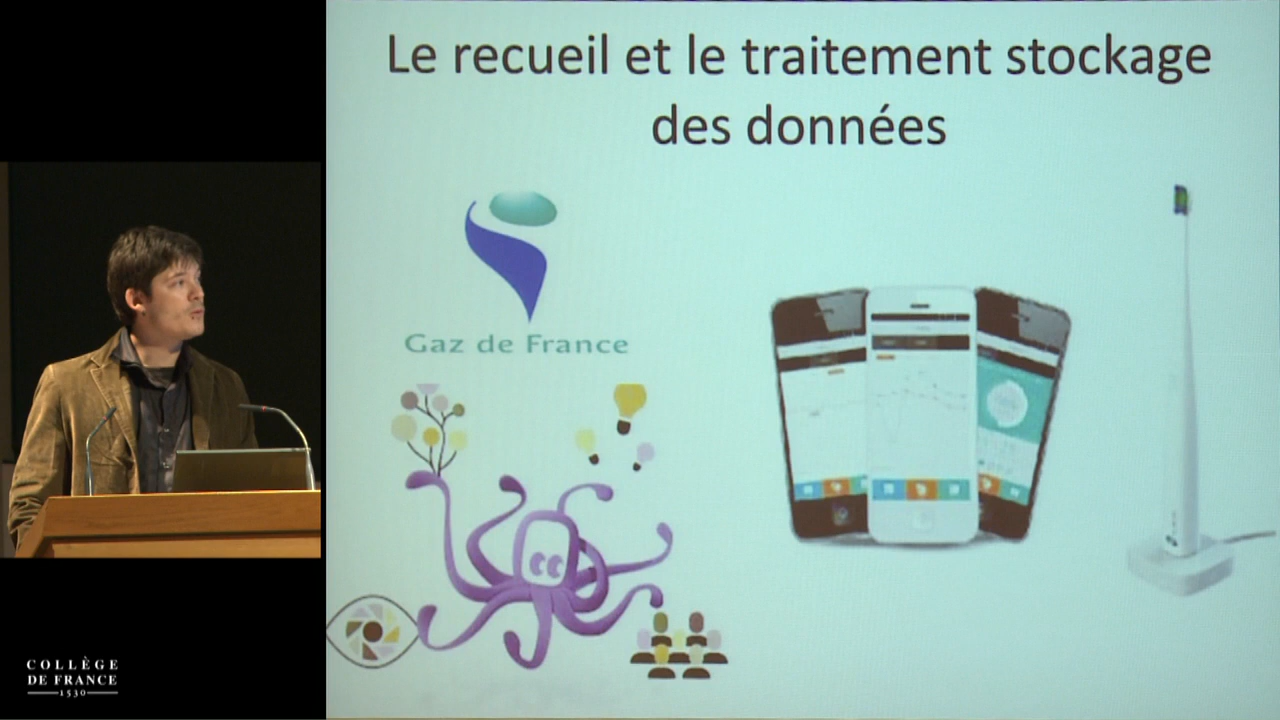 Le recueil et le traitement stockage
des données
Gaz de France
COLLÈGE
DE FRANCE
1530